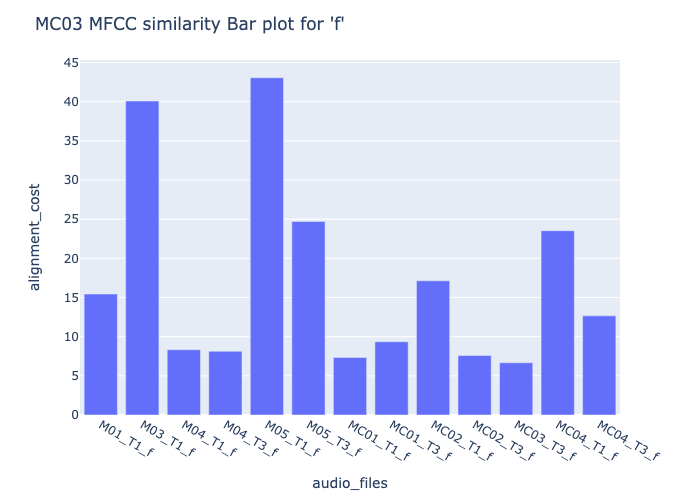 MC03 MFCC similarity Bar plot for 'f'
45
40
35
30
25
20
15
10
5
0
alignment_cost
M01_T1_f
M03_T1_f
M04_T1_f
M04_T3_f
M05_T1_f
M05_T3_f
MC01_T1_f
MC01_T3_f
MC02_T1_f
MC02_T3_f
MC03_T3_f
MC04_T1_f
MC04_T3_f
audio_files